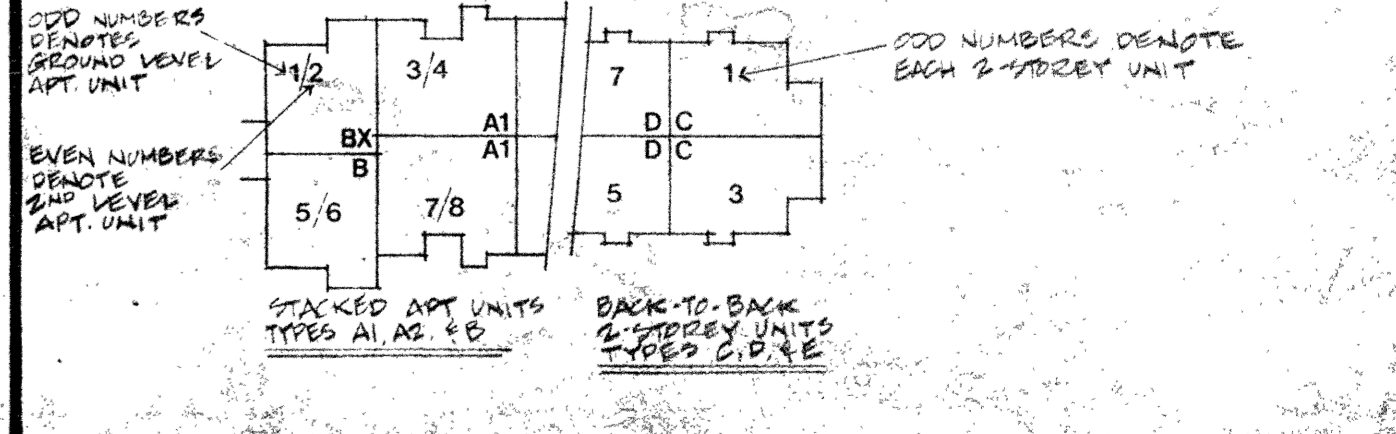 ODD NUMBERS
DENOTES
GROUND LEVEL
APT. UNIT
EVEN NUMBERS
DENOTE
2ND LEVEL
APT. UNIT
1/2
3/4
BX
A1
B
A1
5/6
7/8
STACKED APT UNITS
TYPES A1, A2, & B
7
1
D C
D C
5
3
BACK-TO-BACK
2-STOREY UNITS
TYPES C, D, & E
ODD NUMBERS DENOTE
EACH 2-STOREY UNIT